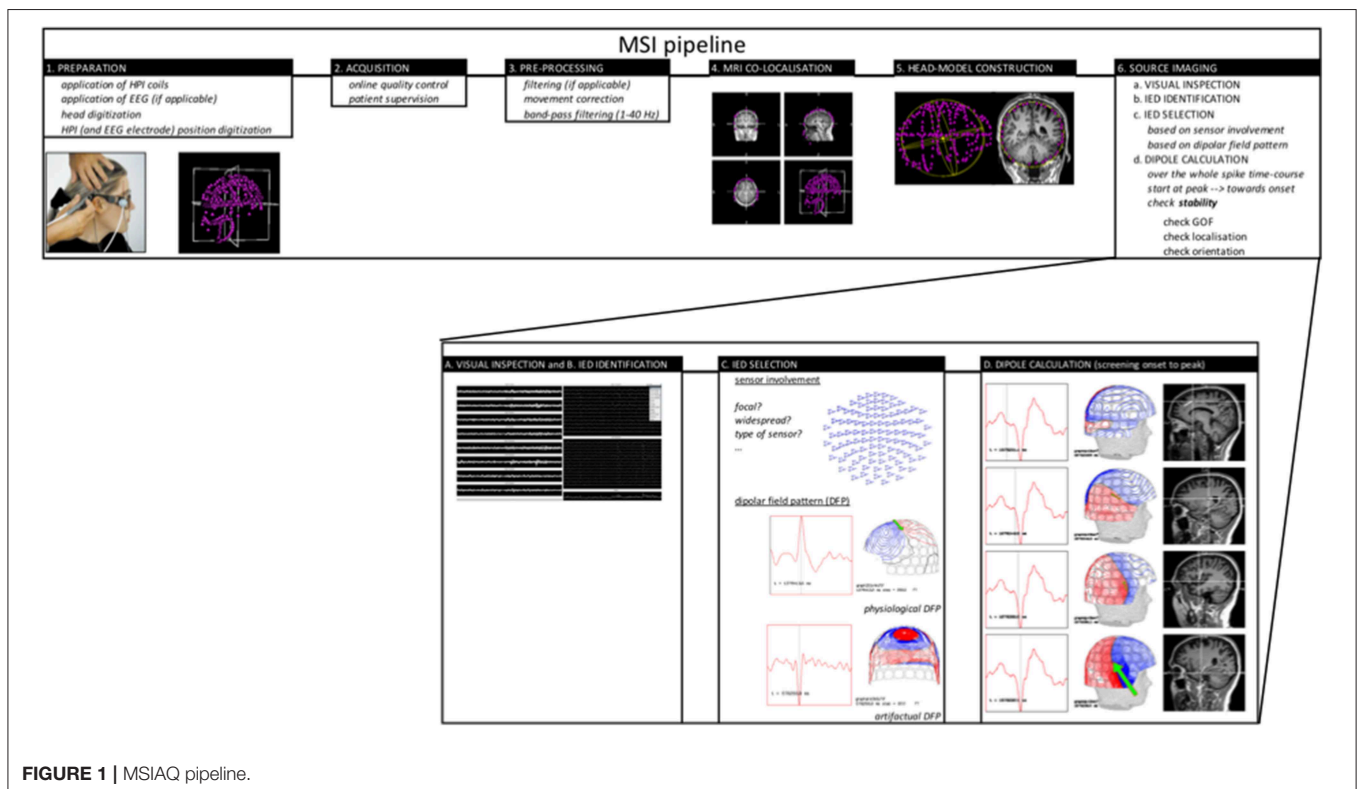 MSI pipeline
1. PREPARATION
application of HPI coils
application of EEG (if applicable)
head digitization
HPI (and EEG electrode) position digitization
2. ACQUISITION
online quality control
patient supervision
3. PRE-PROCESSING
filtering (if applicable)
movement correction
band-pass filtering (1-40 Hz)
4. MRI CO-LOCALISATION
5. HEAD-MODEL CONSTRUCTION
6. SOURCE IMAGING
a. VISUAL INSPECTION
b. IED IDENTIFICATION
c. IED SELECTION
based on sensor involvement
based on dipolar field pattern
d. DIPOLE CALCULATION
over the whole spike time-course
start at peak --> towards onset
check stability
check GOF
check localisation
check orientation
A. VISUAL INSPECTION and B. IED IDENTIFICATION
C. IED SELECTION
sensor involvement
focal?
widespread?
type of sensor?
...
dipolar field pattern (DFP)
physiological DFP
artifactual DFP
D. DIPOLE CALCULATION (screening onset to peak)
FIGURE 1 | MSIAQ pipeline.